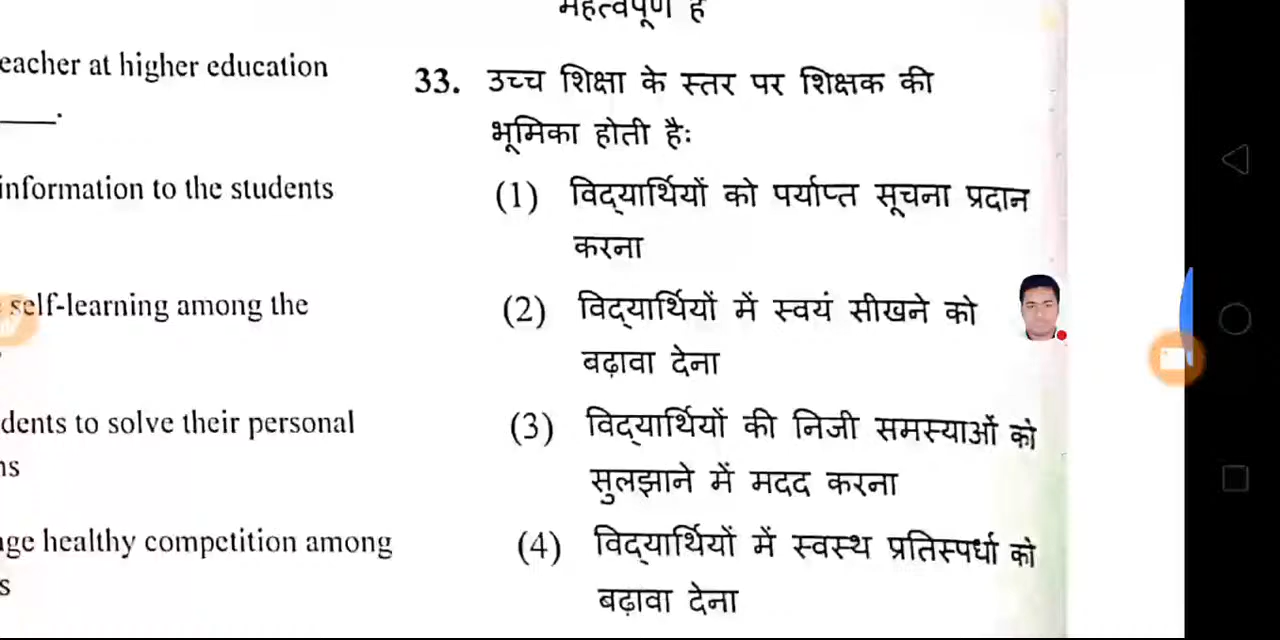 महत्वपूर्ण है
eacher at higher education
____.
information to the students
self-learning among the
dents to solve their personal
ns
age healthy competition among
s
33. उच्च शिक्षा के स्तर पर शिक्षक की
भूमिका होती हैः
(1) विद्यार्थियों को पर्याप्त सूचना प्रदान
करना
(2) विद्यार्थियों में स्वयं सीखने को
बढ़ावा देना
(3) विद्यार्थियों की निजी समस्याओं को
सुलझाने में मदद करना
(4) विद्यार्थियों में स्वस्थ प्रतिस्पर्धा को
बढ़ावा देना